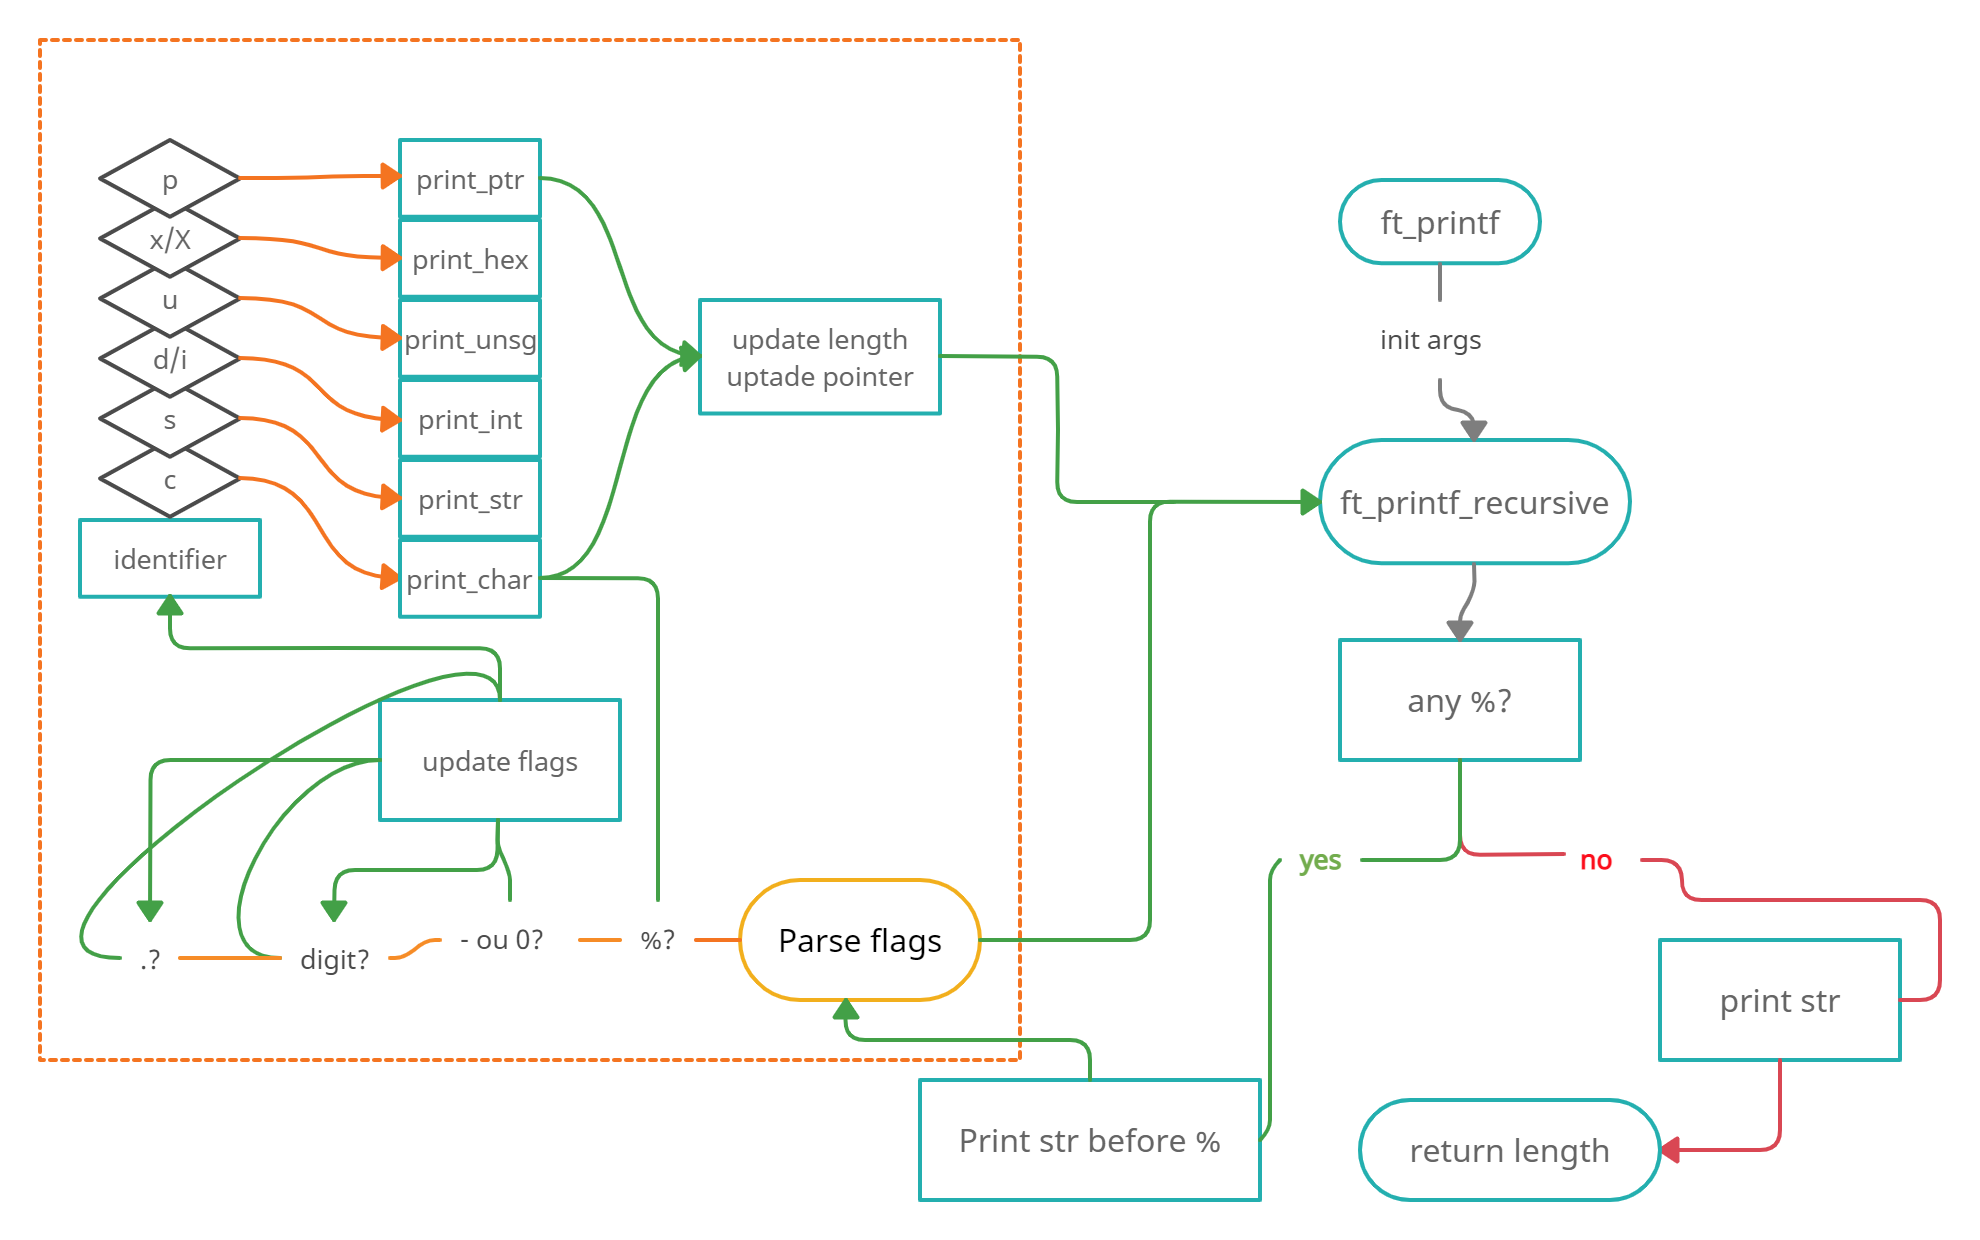 p
x/X
u
d/i
s
c
identifier
print_ptr
print_hex
print_unsg
print_int
print_str
print_char
update length
uptade pointer
ft_printf
init args
ft_printf_recursive
any %?
yes
no
print str
return length
update flags
.?
digit?
- ou 0?
%?
Parse flags
Print str before %